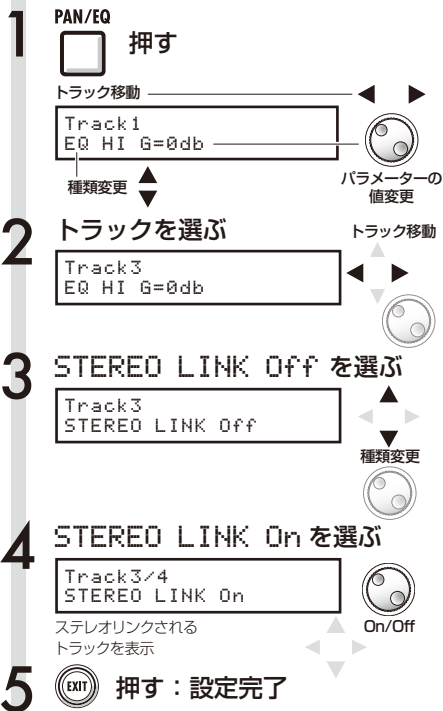 1
PAN/EQ
押す
トラック移動
Track1
EQ HI G=0db
種類変更
パラメーターの
値変更
2
トラックを選ぶ
トラック移動
Track3
EQ HI G=0db
3
STEREO LINK Off を選ぶ
Track3
STEREO LINK Off
種類変更
4
STEREO LINK On を選ぶ
Track3/4
STEREO LINK On
On/Off
ステレオリンクされる
トラックを表示
5
EXIT
押す：設定完了